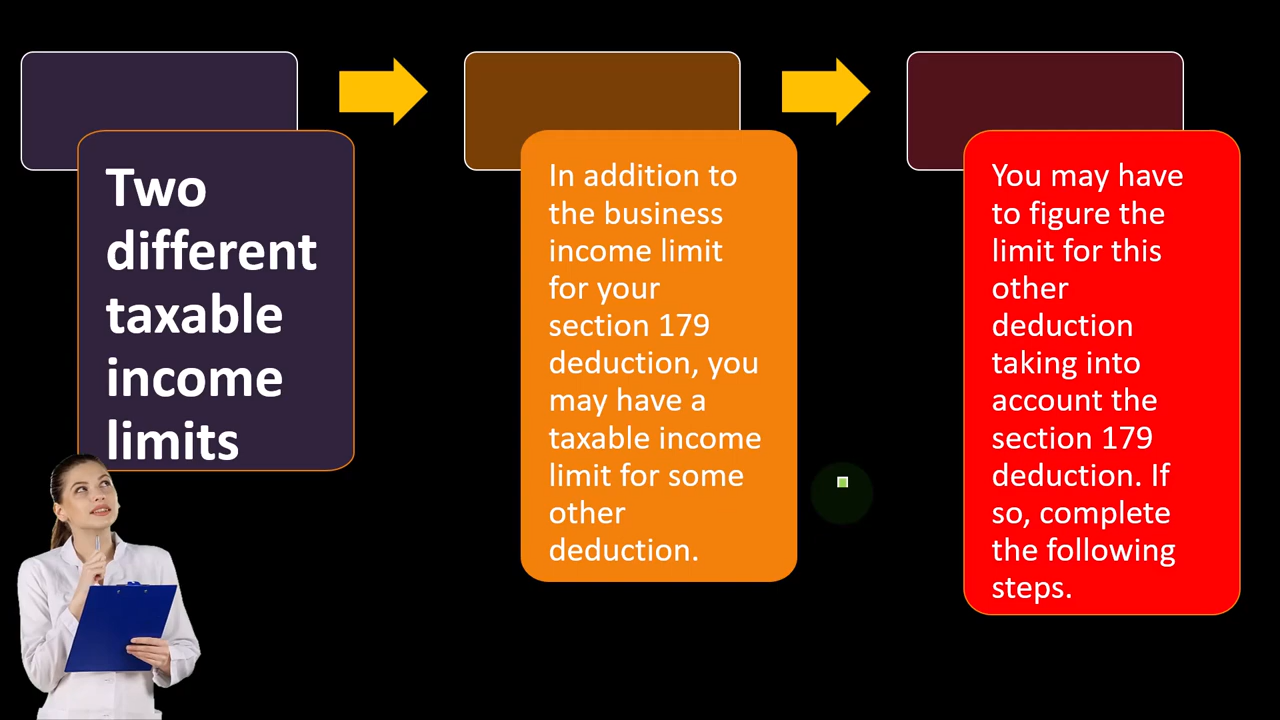 Two
different
taxable
income
limits
In addition to
the business
income limit
for your
section 179
deduction, you
may have a
taxable income
limit for some
other
deduction.
You may have
to figure the
limit for this
other
deduction
taking into
account the
section 179
deduction. If
so, complete
the following
steps.